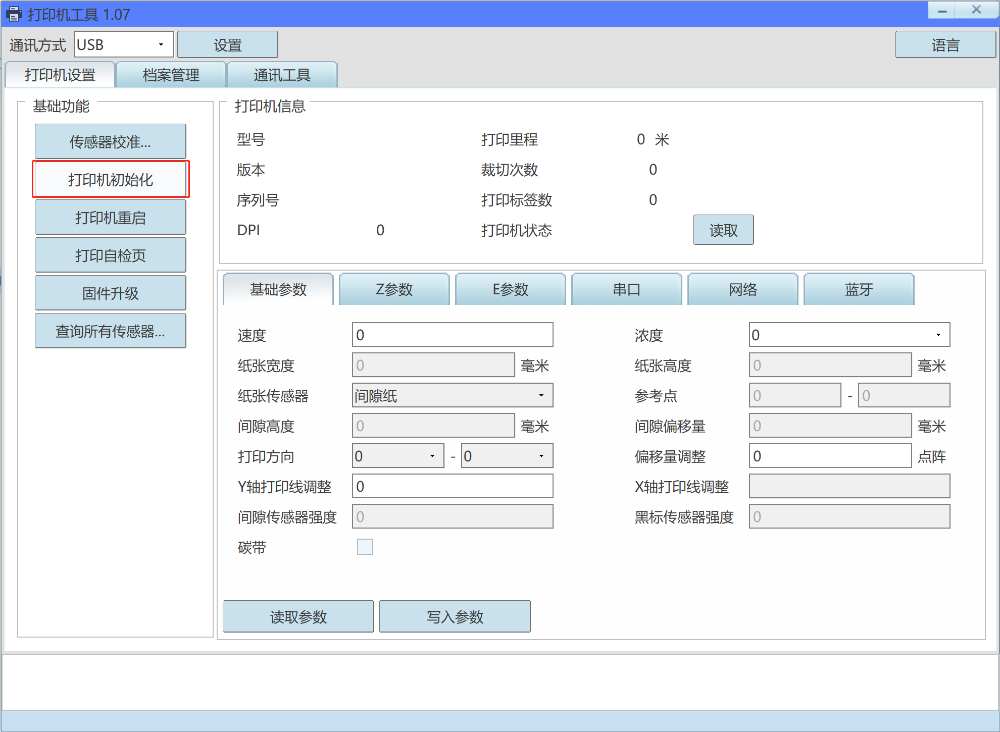 打印机工具 1.07
通讯方式 USB 设置 语言
打印机设置 档案管理 通讯工具
基础功能
传感器校准...
打印机初始化
打印机重启
打印自检页
固件升级
查询所有传感器...
打印机信息
型号 打印里程 0 米
版本 裁切次数 0
序列号 打印标签数 0
DPI 0 打印机状态 读取
基础参数 Z参数 E参数 串口 网络 蓝牙
速度 0 浓度 0
纸张宽度 0 毫米 纸张高度 0 毫米
纸张传感器 间隙纸 参考点 0 - 0
间隙高度 0 毫米 间隙偏移量 0 毫米
打印方向 0 - 0 偏移量调整 0 点阵
Y轴打印线调整 0 X轴打印线调整
间隙传感器强度 0 黑标传感器强度 0
碳带
读取参数 写入参数